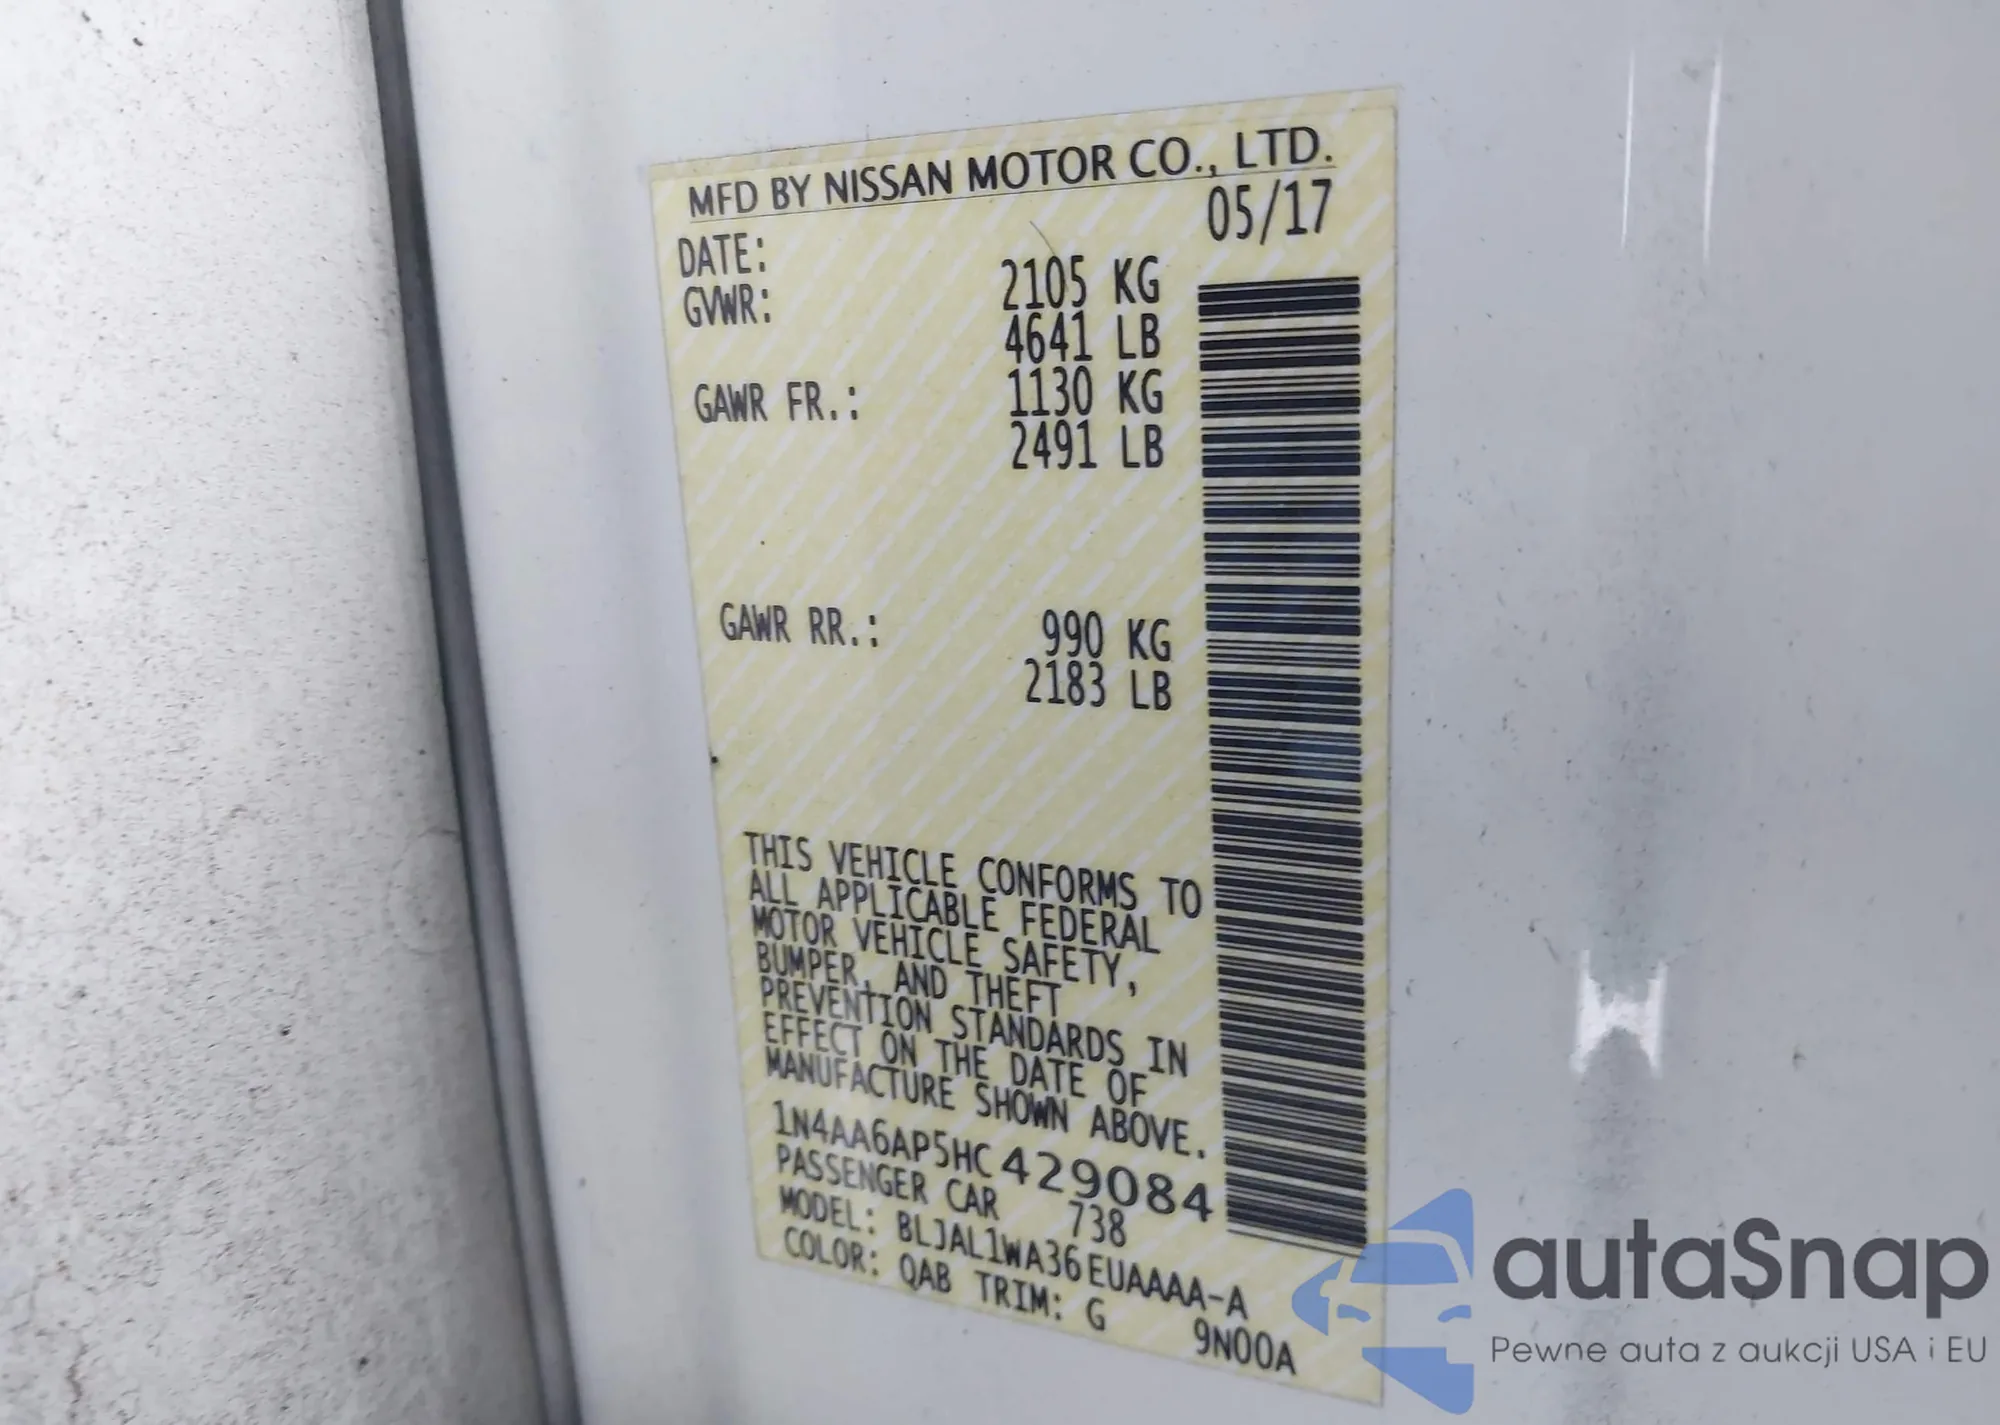 MFD BY NISSAN MOTOR CO., LTD.
DATE: 05/17
GVWR: 2105 KG
4641 LB
GAWR FR.: 1130 KG
2491 LB
GAWR RR.: 990 KG
2183 LB
THIS VEHICLE CONFORMS TO
ALL APPLICABLE FEDERAL
MOTOR VEHICLE SAFETY,
BUMPER, AND THEFT
PREVENTION STANDARDS IN
EFFECT ON THE DATE OF
MANUFACTURE SHOWN ABOVE.
1N4AA6AP5HC429084
PASSENGER CAR 738
MODEL: BLJAL1WA36EUAAAA-A
COLOR: QAB TRIM: G 9N00A
autaSnap
Pewne auta z aukcji USA i EU